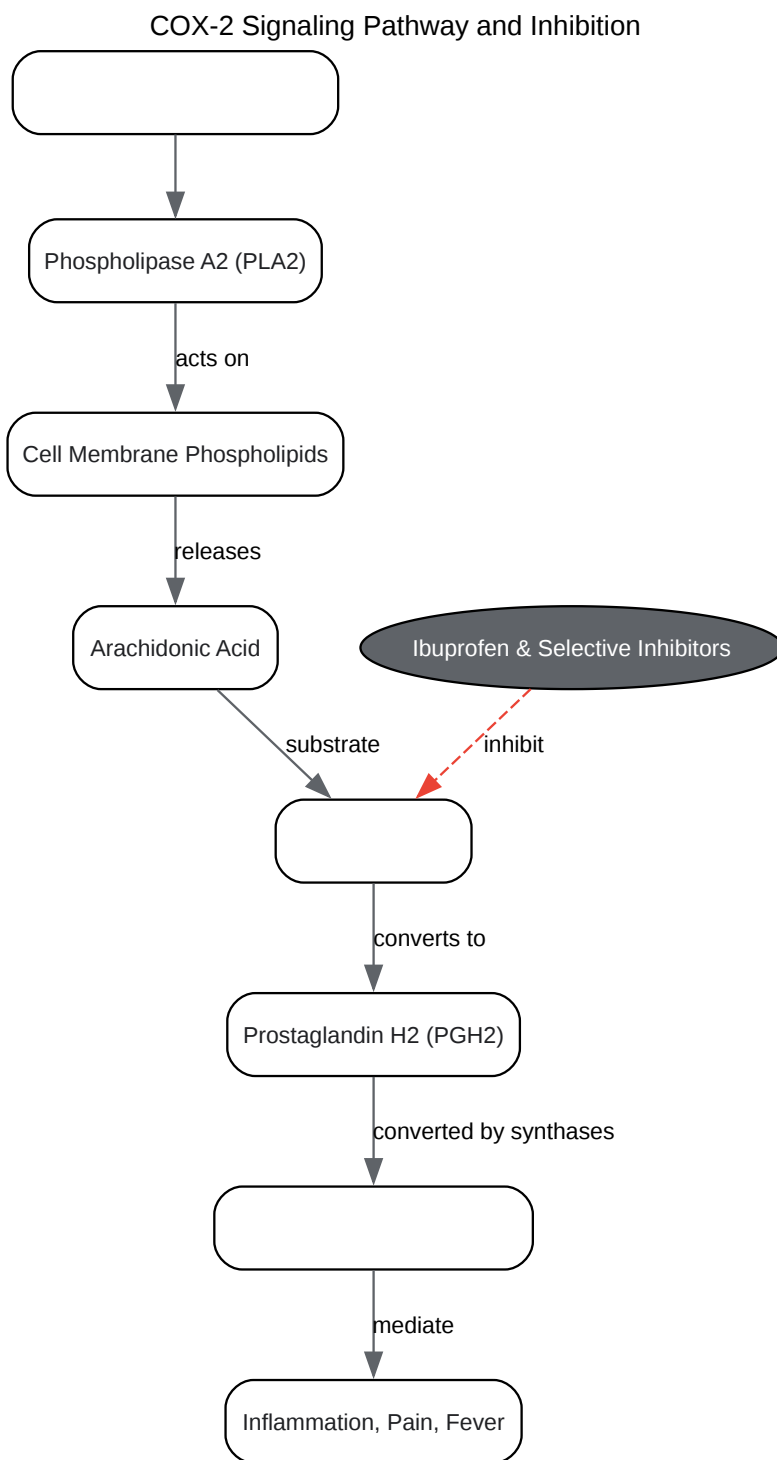 COX-2 Signaling Pathway and Inhibition
Phospholipase A2 (PLA2)
acts on
Cell Membrane Phospholipids
releases
Arachidonic Acid
Ibuprofen & Selective Inhibitors
substrate
inhibit
converts to
Prostaglandin H2 (PGH2)
converted by synthases
mediate
Inflammation, Pain, Fever